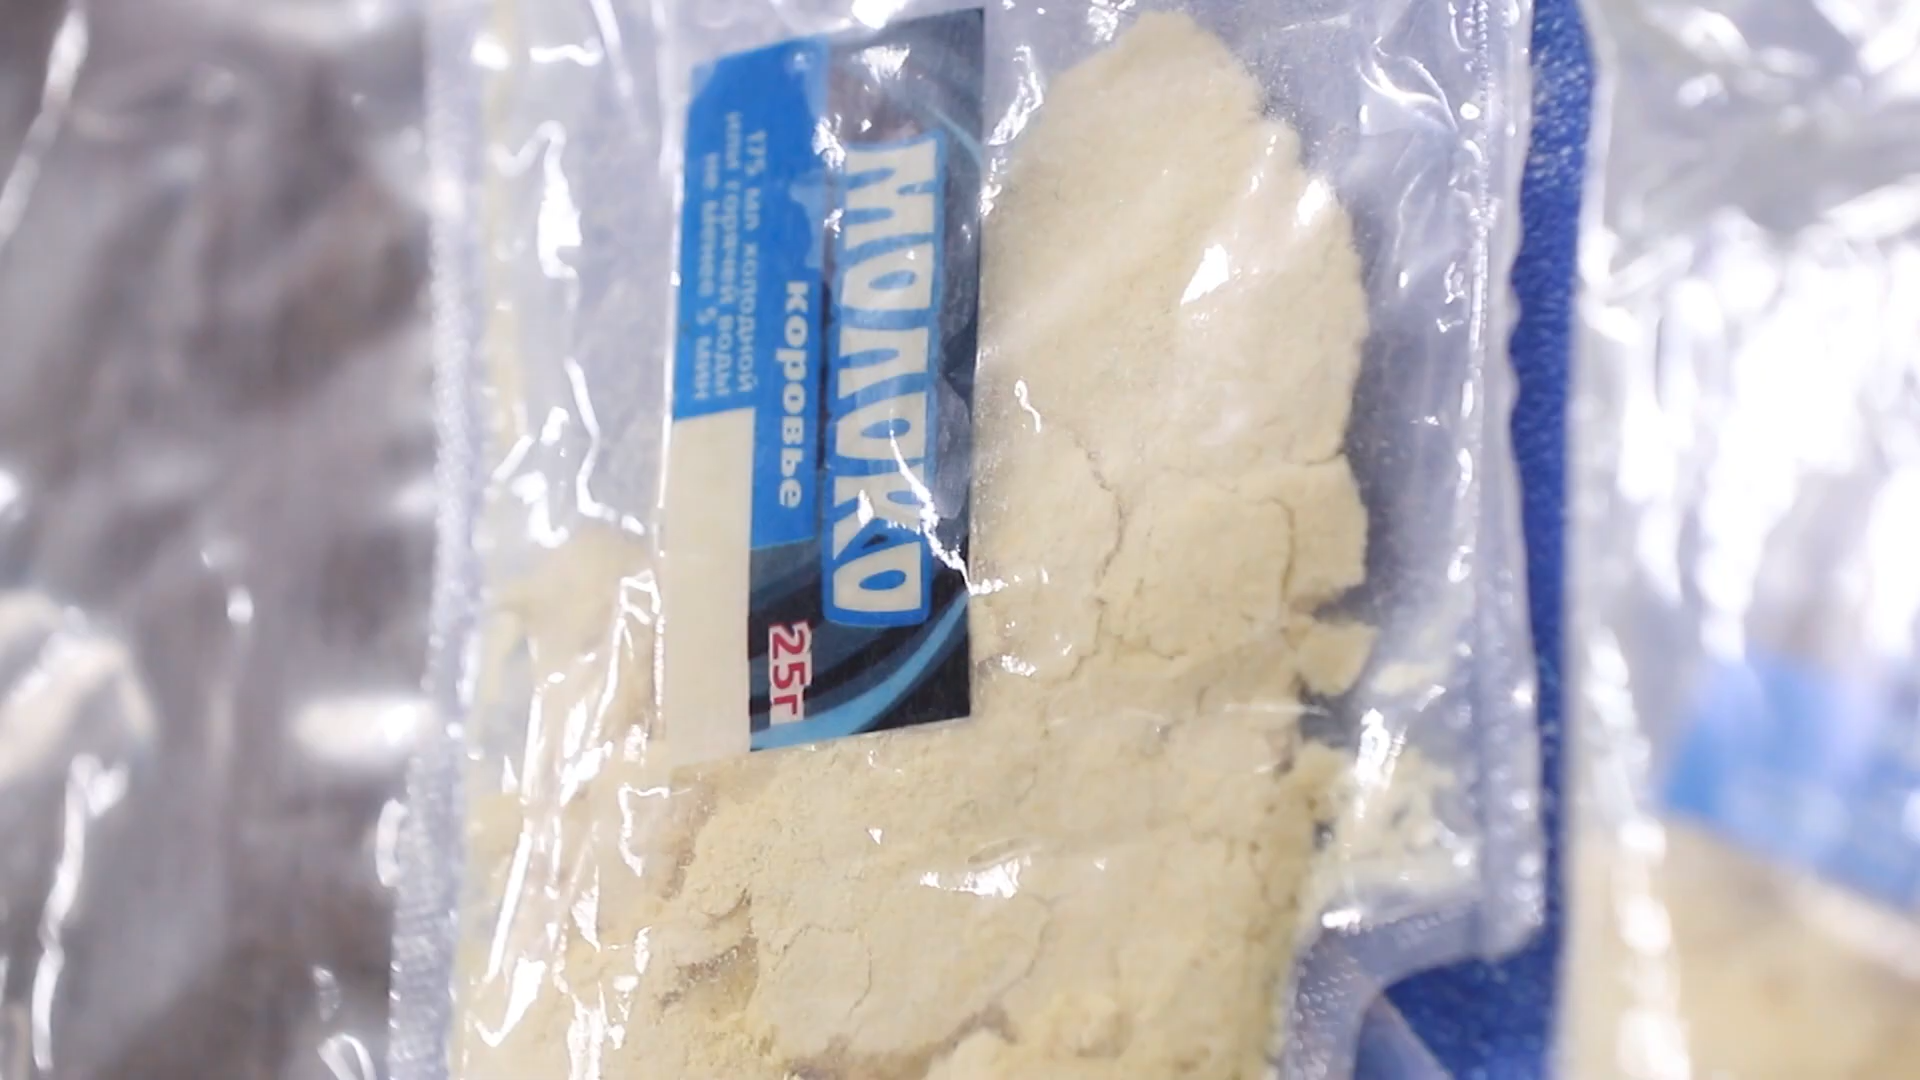 МОЛОКО
коровье
175 мл холодной
или горячей воды
не менее 5 мин
25г